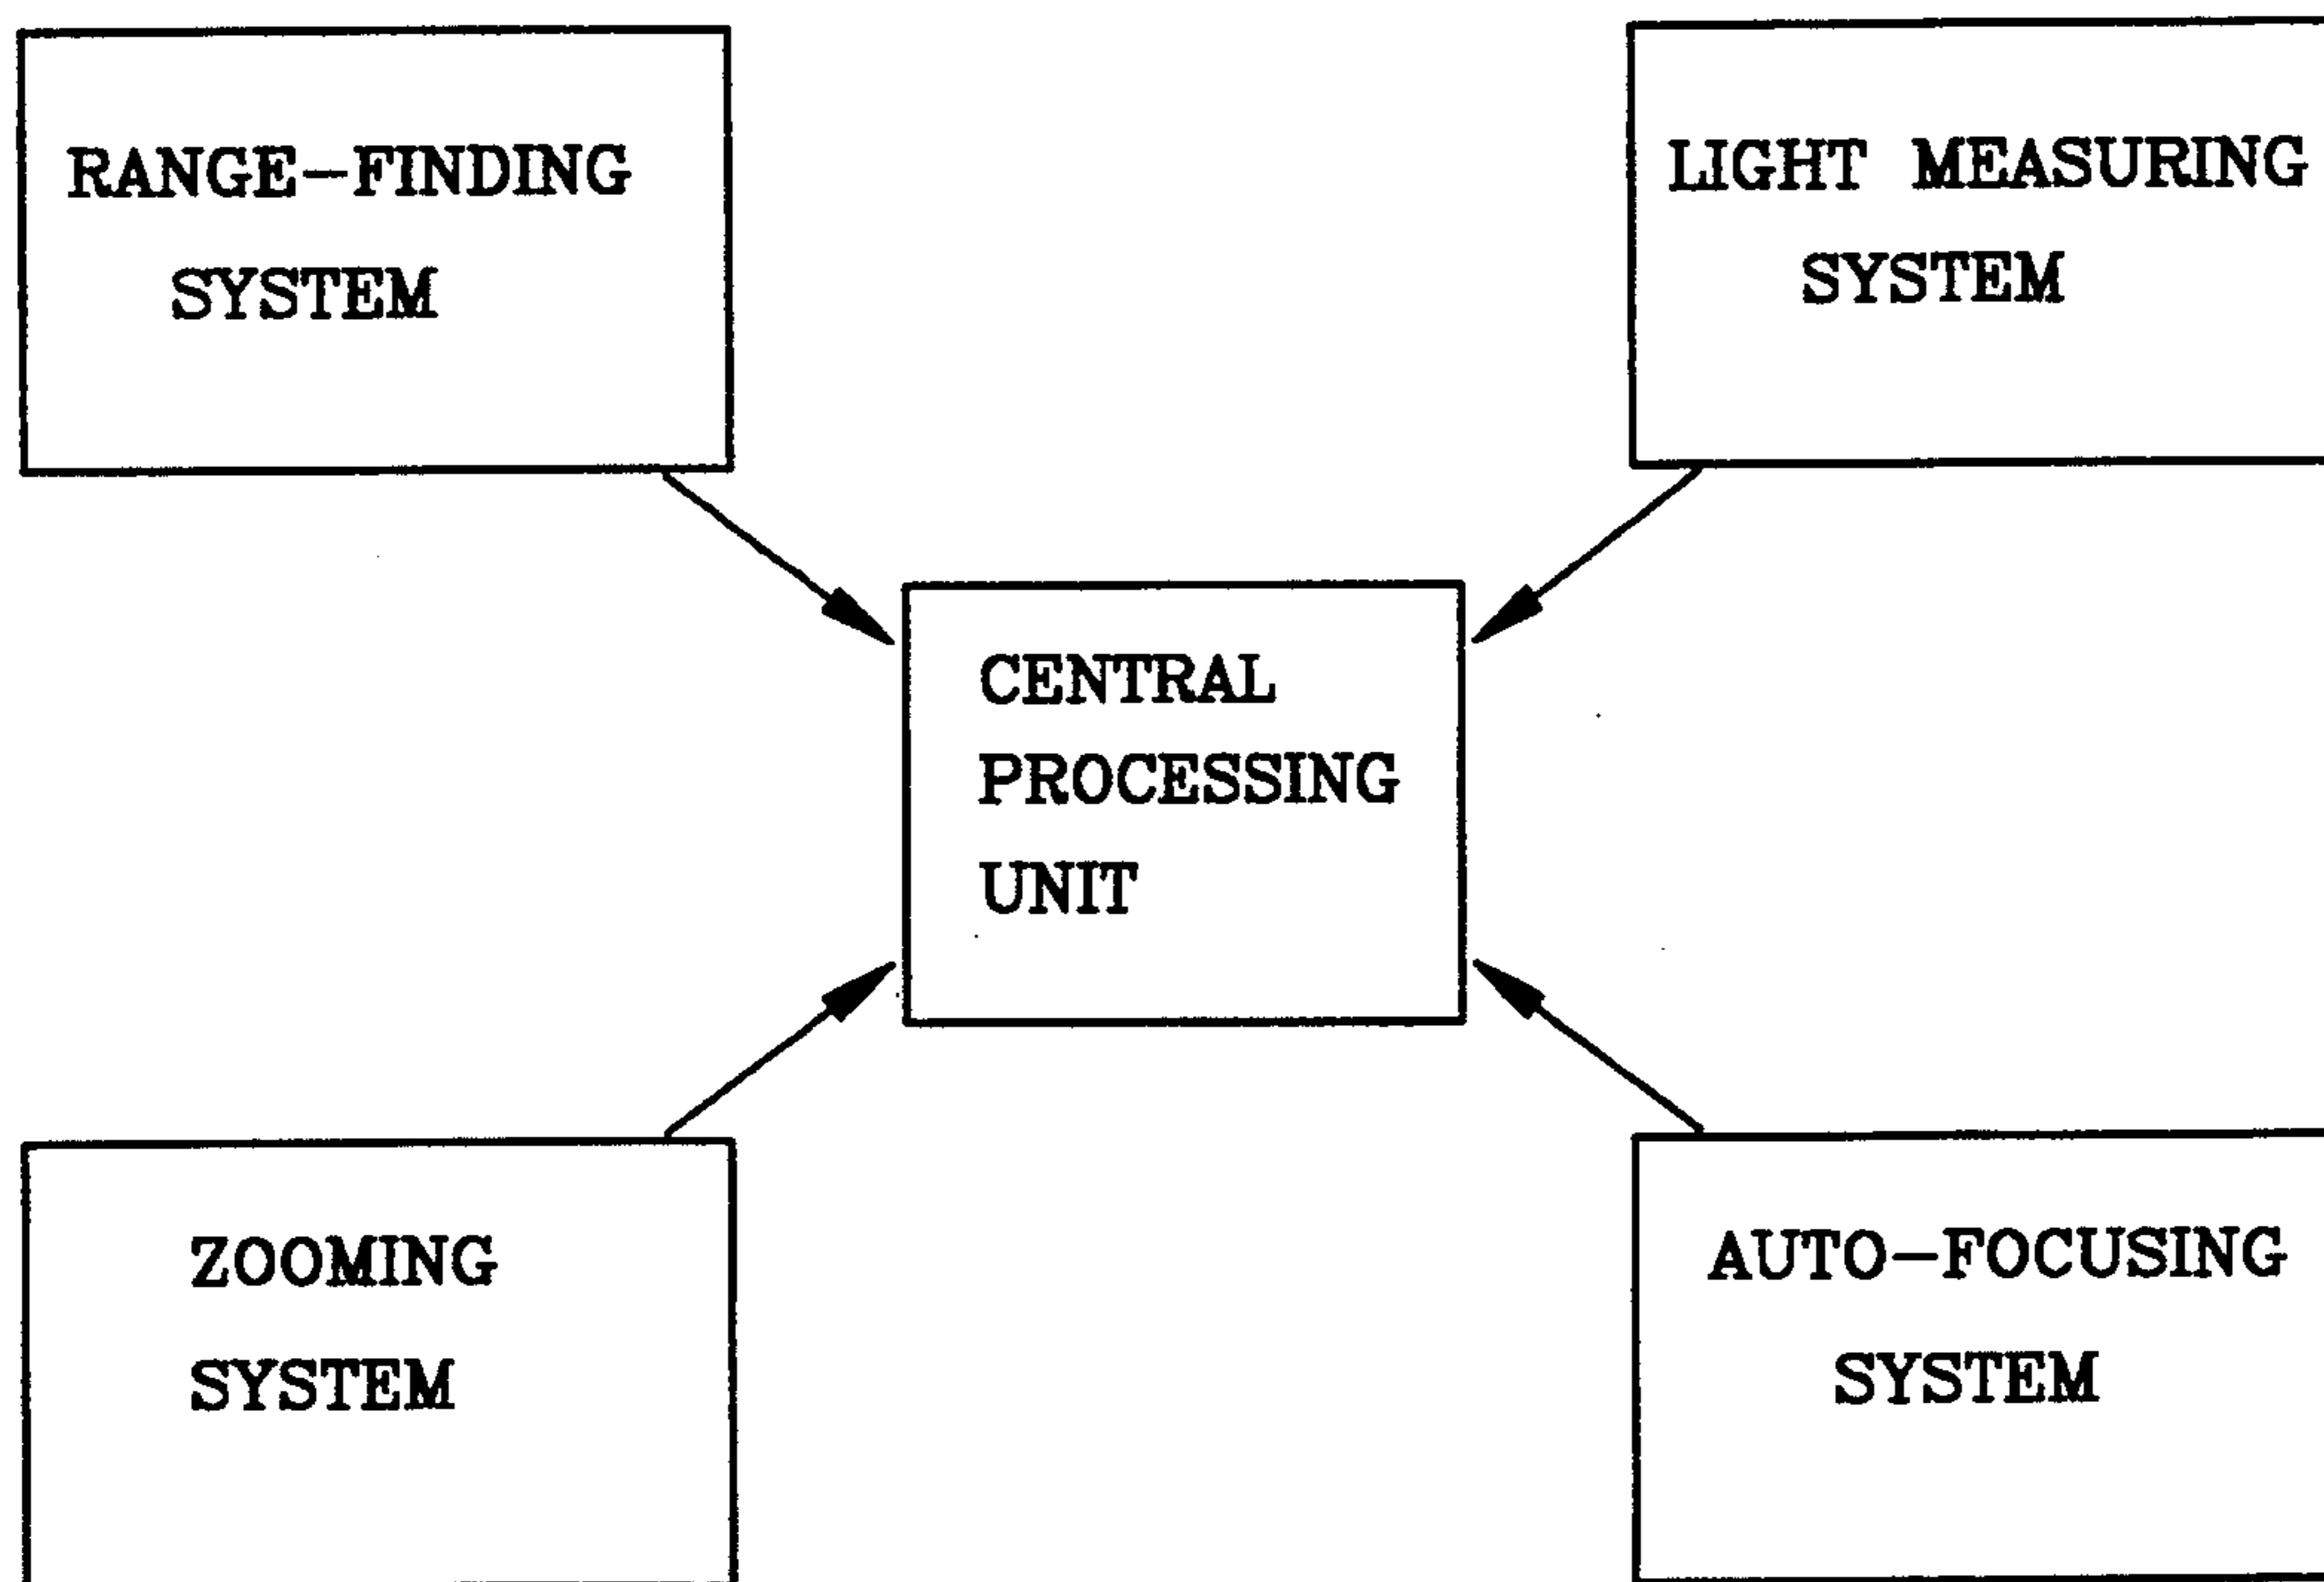 RANGE-FINDING
SYSTEM
LIGHT MEASURING
SYSTEM
CENTRAL
PROCESSING
UNIT
ZOOMING
SYSTEM
AUTO-FOCUSING
SYSTEM